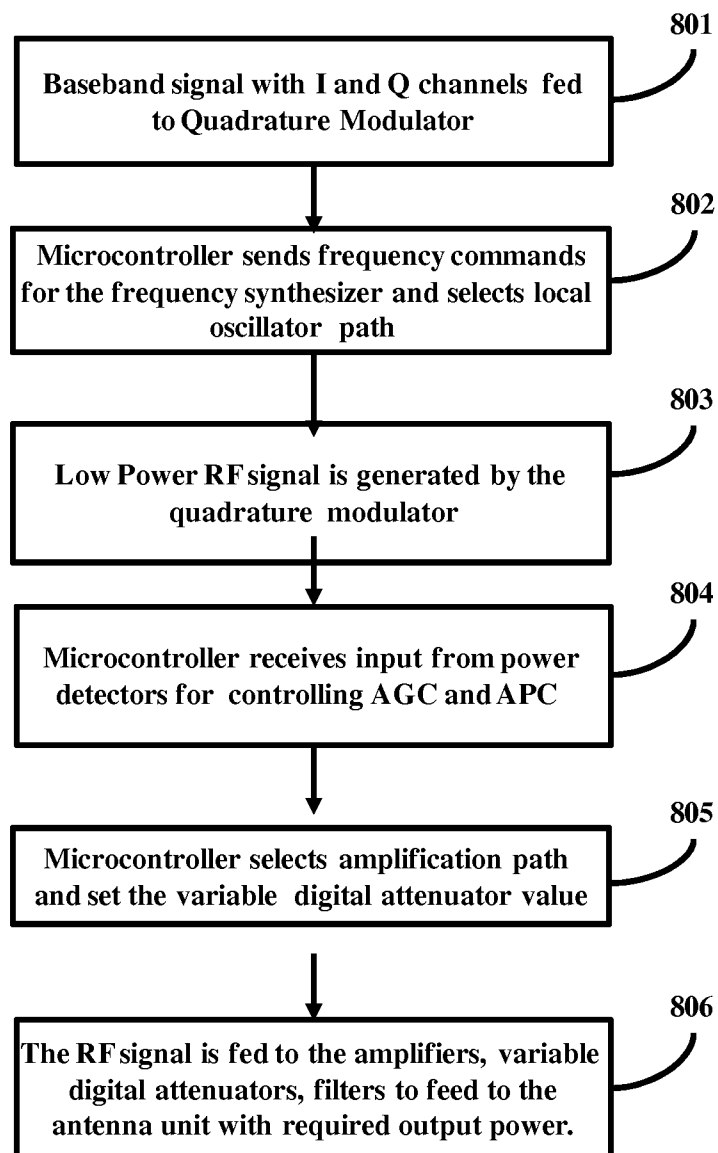 801
Baseband signal with I and Q channels fed
to Quadrature Modulator
802
Microcontroller sends frequency commands
for the frequency synthesizer and selects local
oscillator path
803
Low Power RF signal is generated by the
quadrature modulator
804
Microcontroller receives input from power
detectors for controlling AGC and APC
805
Microcontroller selects amplification path
and set the variable digital attenuator value
806
The RF signal is fed to the amplifiers, variable
digital attenuators, filters to feed to the
antenna unit with required output power.